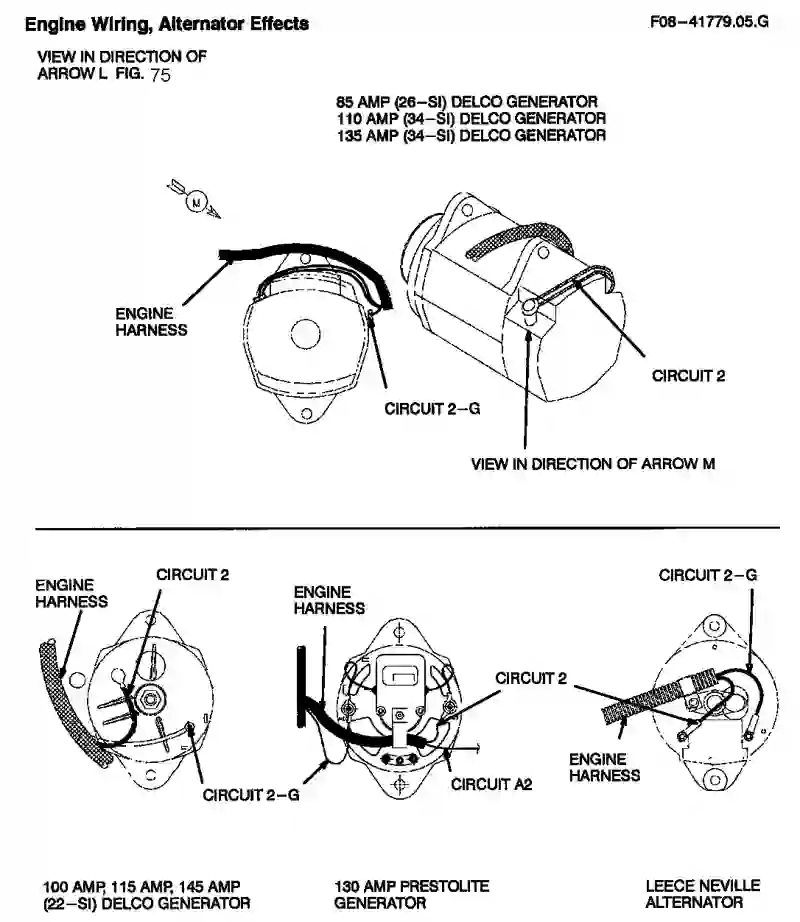 Engine Wiring, Alternator Effects
F08-41779.05.G
VIEW IN DIRECTION OF
ARROW L FIG. 75
85 AMP (26-SI) DELCO GENERATOR
110 AMP (34-SI) DELCO GENERATOR
135 AMP (34-SI) DELCO GENERATOR
M
ENGINE
HARNESS
CIRCUIT 2
CIRCUIT 2-G
VIEW IN DIRECTION OF ARROW M
ENGINE
HARNESS
CIRCUIT 2
ENGINE
HARNESS
CIRCUIT 2-G
CIRCUIT 2
CIRCUIT 2-G
CIRCUIT A2
ENGINE
HARNESS
100 AMP, 115 AMP, 145 AMP
(22-SI) DELCO GENERATOR
130 AMP PRESTOLITE
GENERATOR
LEECE NEVILLE
ALTERNATOR